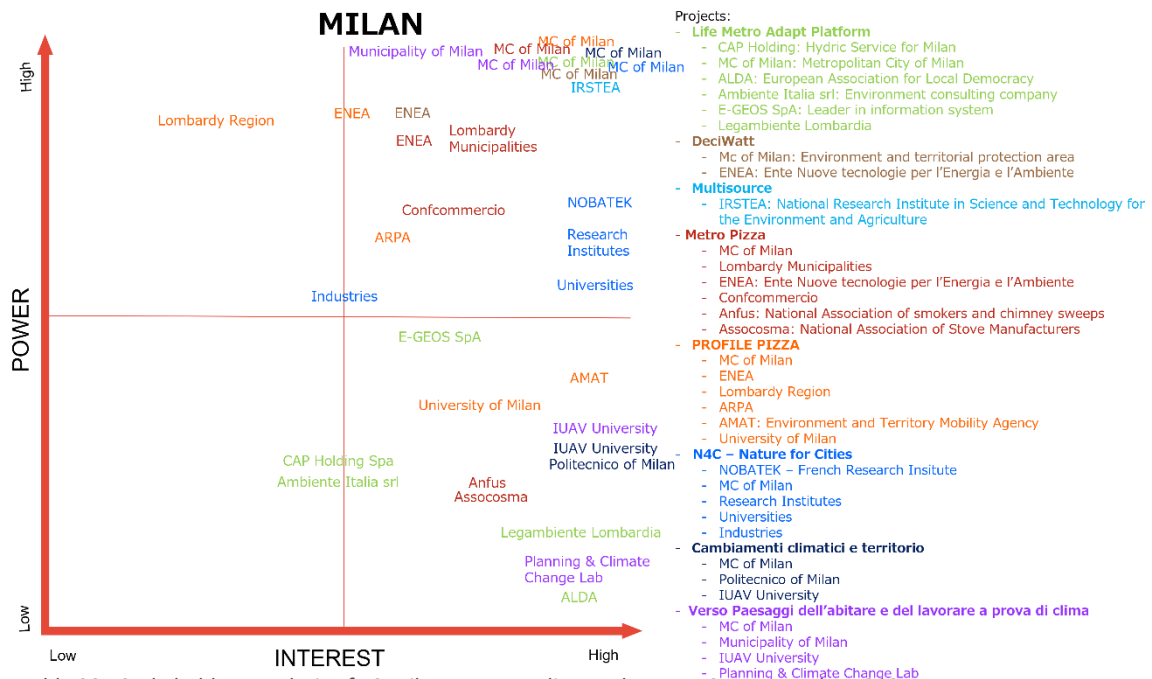 MILAN
High
Municipality of Milan
MC of Milan
MC of Milan
MC of Milan
MC of Milan
MC of Milan
MC of Milan
MC of Milan
IRSTEA
Lombardy Region
ENEA
ENEA
ENEA
Lombardy
Municipalities
Confcommercio
NOBATEK
ARPA
Research
Institutes
Universities
Industries
POWER
E-GEOS SpA
AMAT
University of Milan
IUAV University
IUAV University
Politecnico of Milan
CAP Holding Spa
Ambiente Italia srl
Anfus
Assocosma
Legambiente Lombardia
Planning & Climate
Change Lab
ALDA
Low
Low
INTEREST
High
Projects:
- Life Metro Adapt Platform
- CAP Holding: Hydric Service for Milan
- MC of Milan: Metropolitan City of Milan
- ALDA: European Association for Local Democracy
- Ambiente Italia srl: Environment consulting company
- E-GEOS SpA: Leader in information system
- Legambiente Lombardia
- DeciWatt
- Mc of Milan: Environment and territorial protection area
- ENEA: Ente Nuove tecnologie per l'Energia e l'Ambiente
- Multisource
- IRSTEA: National Research Institute in Science and Technology for
the Environment and Agriculture
- Metro Pizza
- MC of Milan
- Lombardy Municipalities
- ENEA: Ente Nuove tecnologie per l'Energia e l'Ambiente
- Confcommercio
- Anfus: National Association of smokers and chimney sweeps
- Assocosma: National Association of Stove Manufacturers
- PROFILE PIZZA
- MC of Milan
- ENEA
- Lombardy Region
- ARPA
- AMAT: Environment and Territory Mobility Agency
- University of Milan
- N4C – Nature for Cities
- NOBATEK – French Research Insitute
- MC of Milan
- Research Institutes
- Universities
- Industries
- Cambiamenti climatici e territorio
- MC of Milan
- Politecnico of Milan
- IUAV University
- Verso Paesaggi dell'abitare e del lavorare a prova di clima
- MC of Milan
- Municipality of Milan
- IUAV University
- Planning & Climate Change Lab